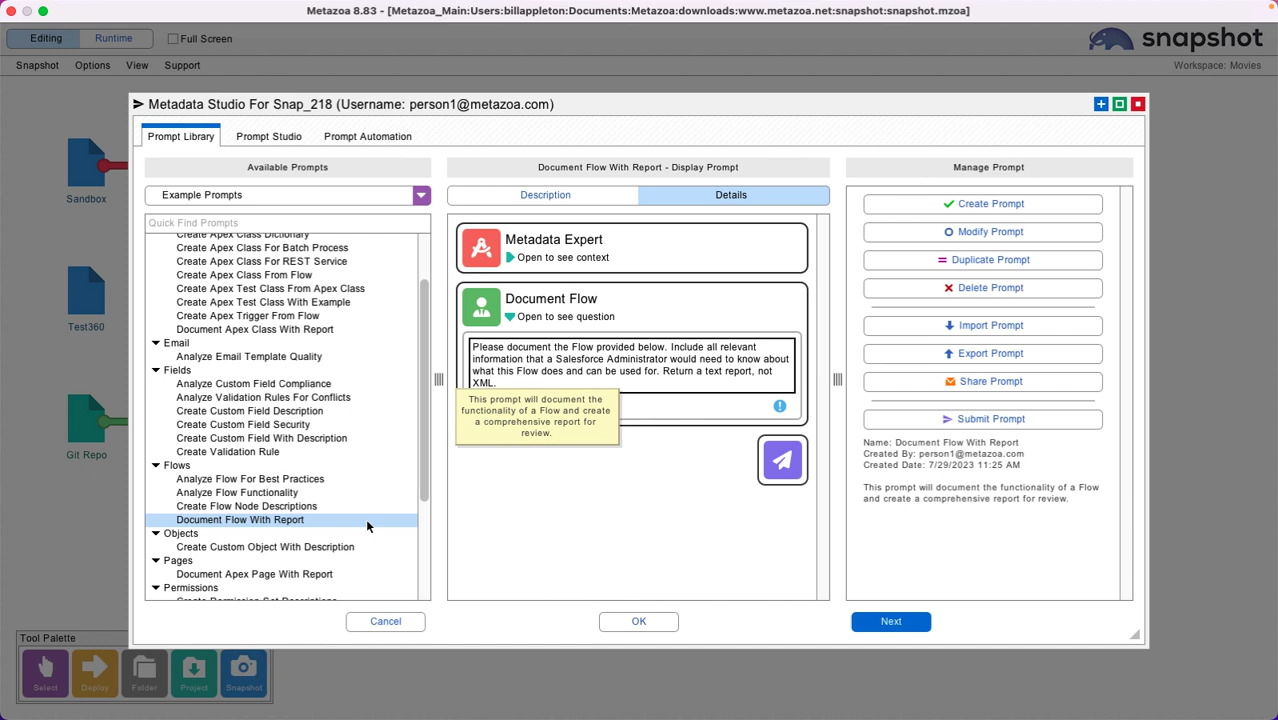 Metazoa 8.83 - [Metazoa_Main:Users:billappleton:Documents:Metazoa:downloads:www.metazoa.net:snapshot:snapshot.mzoa]
Editing
Runtime
Full Screen
snapshot
Snapshot
Options
View
Support
Workspace: Movies
Sandbox
Test360
Git Repo
Metadata Studio For Snap_218 (Username: person1@metazoa.com)
Prompt Library
Prompt Studio
Prompt Automation
Available Prompts
Example Prompts
Quick Find Prompts
Create Apex Class Dictionary
Create Apex Class For Batch Process
Create Apex Class For REST Service
Create Apex Class From Flow
Create Apex Test Class From Apex Class
Create Apex Test Class With Example
Create Apex Trigger From Flow
Document Apex Class With Report
Email
Analyze Email Template Quality
Fields
Analyze Custom Field Compliance
Analyze Validation Rules For Conflicts
Create Custom Field Description
Create Custom Field Security
Create Custom Field With Description
Create Validation Rule
Flows
Analyze Flow For Best Practices
Analyze Flow Functionality
Create Flow Node Descriptions
Document Flow With Report
Objects
Create Custom Object With Description
Pages
Document Apex Page With Report
Permissions
Create Permission Set Descriptions
Document Flow With Report - Display Prompt
Description
Details
Metadata Expert
Open to see context
Document Flow
Open to see question
Please document the Flow provided below. Include all relevant
information that a Salesforce Administrator would need to know about
what this Flow does and can be used for. Return a text report, not
XML.
This prompt will document the
functionality of a Flow and create
a comprehensive report for
review.
Manage Prompt
Create Prompt
Modify Prompt
Duplicate Prompt
Delete Prompt
Import Prompt
Export Prompt
Share Prompt
Submit Prompt
Name: Document Flow With Report
Created By: person1@metazoa.com
Created Date: 7/29/2023 11:25 AM
This prompt will document the functionality of a Flow
and create a comprehensive report for review.
Cancel
OK
Next
Tool Palette
Select
Deploy
Folder
Project
Snapshot